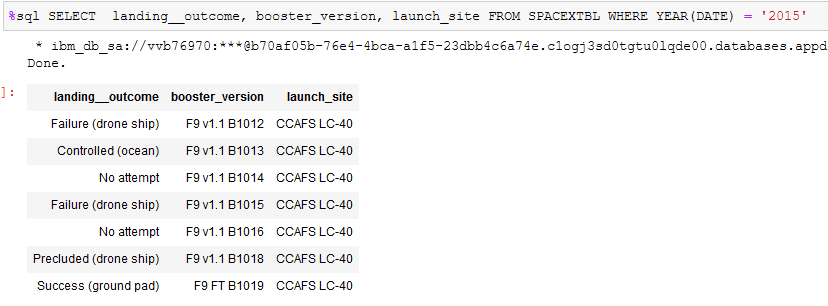 %sql SELECT  landing__outcome, booster_version, launch_site FROM SPACEXTBL WHERE YEAR(DATE) = '2015'
* ibm_db_sa://vvb76970:***@b70af05b-76e4-4bca-a1f5-23dbb4c6a74e.c1ogj3sd0tgtu0lqde00.databases.appd
Done.
]:
landing__outcome booster_version launch_site
Failure (drone ship) F9 v1.1 B1012 CCAFS LC-40
Controlled (ocean) F9 v1.1 B1013 CCAFS LC-40
No attempt F9 v1.1 B1014 CCAFS LC-40
Failure (drone ship) F9 v1.1 B1015 CCAFS LC-40
No attempt F9 v1.1 B1016 CCAFS LC-40
Precluded (drone ship) F9 v1.1 B1018 CCAFS LC-40
Success (ground pad) F9 FT B1019 CCAFS LC-40